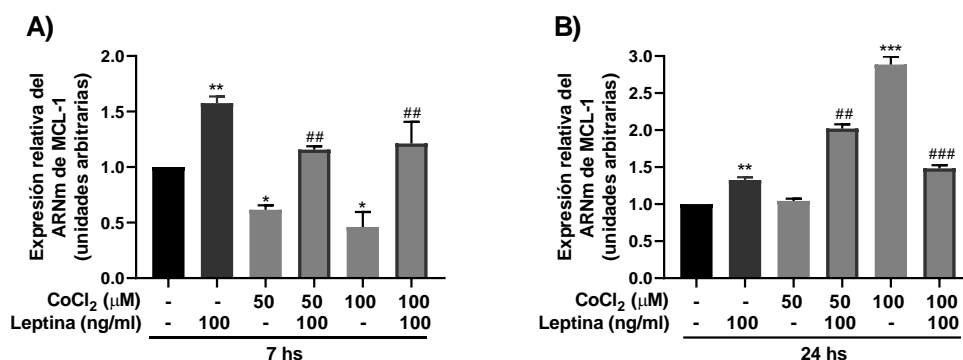 A)
Expresión relativa del
ARNm de MCL-1
(unidades arbitrarias)
2.0
1.5
1.0
0.5
0.0
**
*
##
*
##
CoCl2 (μM) - - 50 50 100 100
Leptina (ng/ml) - 100 - 100 - 100
7 hs
B)
Expresión relativa del
ARNm de MCL-1
(unidades arbitrarias)
3.0
2.5
2.0
1.5
1.0
0.5
0.0
**
##
***
###
CoCl2 (μM) - - 50 50 100 100
Leptina (ng/ml) - 100 - 100 - 100
24 hs